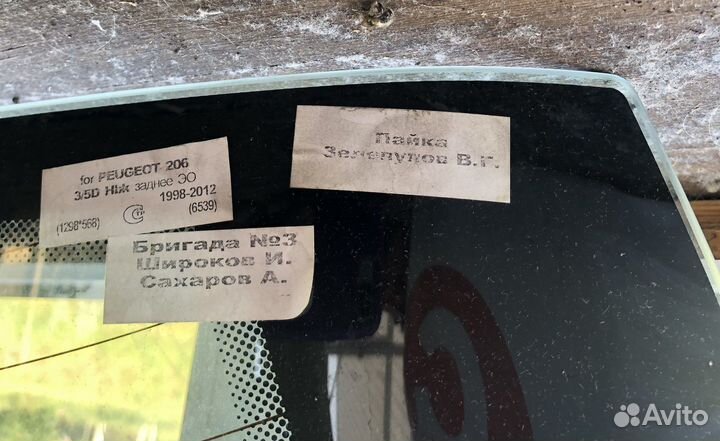 for PEUGEOT 206
3/5D Hbk заднее ЭО
1998-2012
(1298*568)
(6539)
Пайка
Зелепулов В.г.
Бригада №3
Широков И.
Сахаров А.
Avito